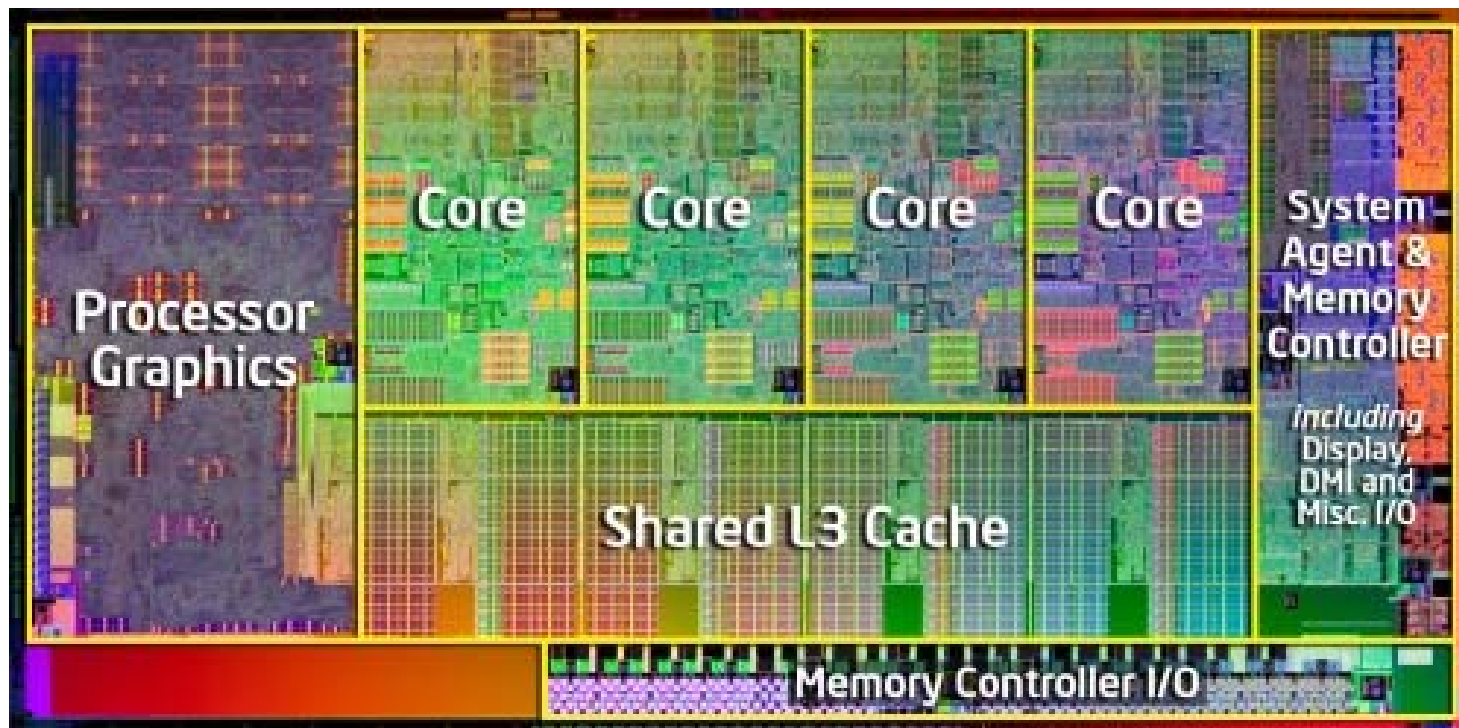 Processor
Graphics
Core
Core
Core
Core
System
Agent &
Memory
Controller
including
Display,
DMI and
Misc. I/O
Shared L3 Cache
Memory Controller I/O